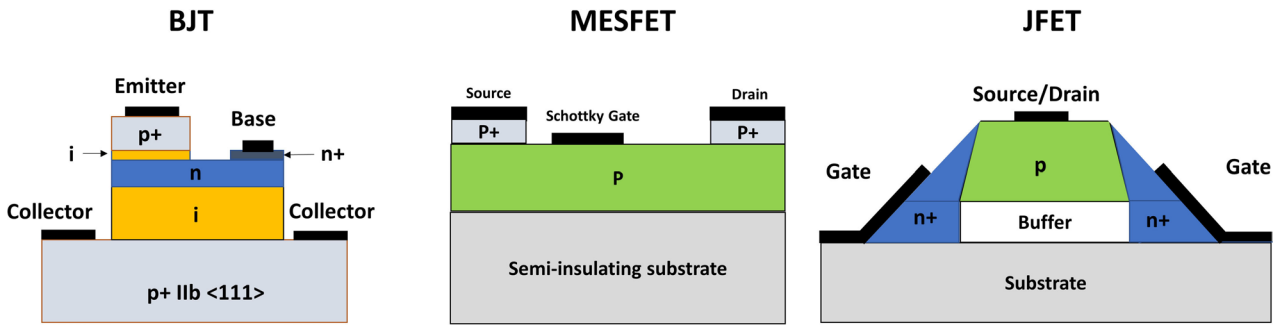 BJT
Emitter
Base
p+
i
n+
n
Collector
Collector
i
p+ IIb <111>
MESFET
Source
Drain
Schottky Gate
P+
P+
P
Semi-insulating substrate
JFET
Source/Drain
Gate
Gate
p
n+
Buffer
n+
Substrate